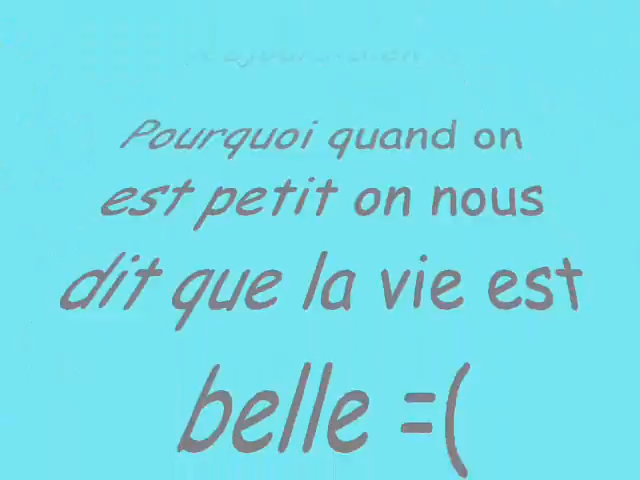 Pourquoi quand on
est petit on nous
dit que la vie est
belle =(